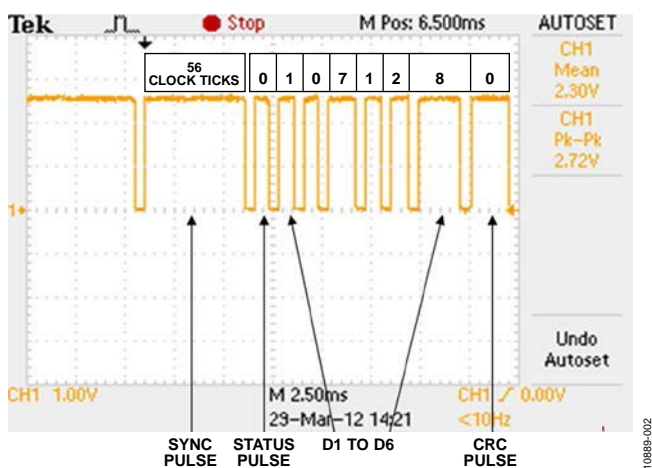 Tek Stop M Pos: 6.500ms AUTOSET
CH1
Mean
2.30V
CH1
Pk-Pk
2.72V
56
CLOCK TICKS 0 1 0 7 1 2 8 0
1
Undo
Autoset
CH1 1.00V M 2.50ms CH1 / 0.00V
29-Mar-12 14:21 <10Hz
SYNC
PULSE
STATUS
PULSE
D1 TO D6
CRC
PULSE
10889-002